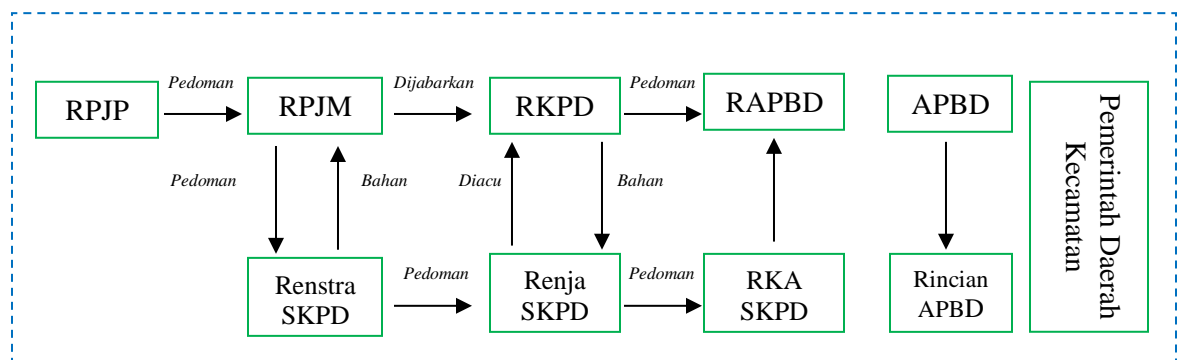 Pedoman
Dijabarkan
Pedoman
RPJP
RPJM
RKPD
RAPBD
APBD
Pemerintah Daerah
Kecamatan
Pedoman
Bahan
Diacu
Bahan
Renstra
SKPD
Pedoman
Renja
SKPD
Pedoman
RKA
SKPD
Rincian
APBD